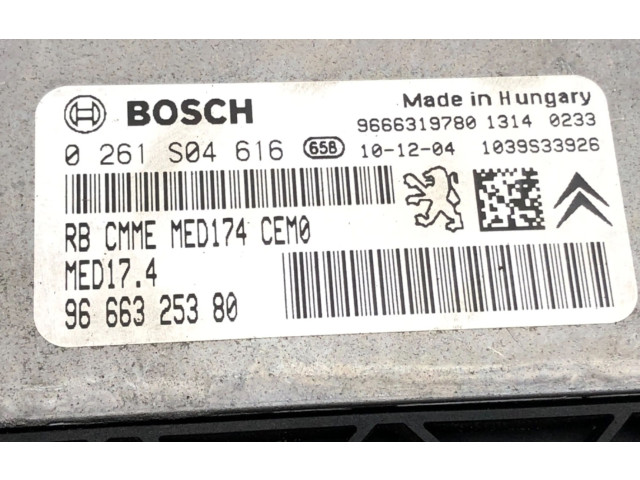 BOSCH
Made in Hungary
9666319780 1314 0233
0 261 S04 616 658 10-12-04 1039S33926
RB CMME MED174 CEM0
MED17.4
96 663 253 80